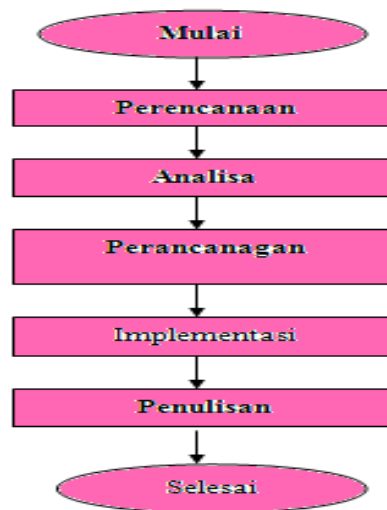 Mulai
Perencanaan
Analisa
Perancanagan
Implementasi
Penulisan
Selesai